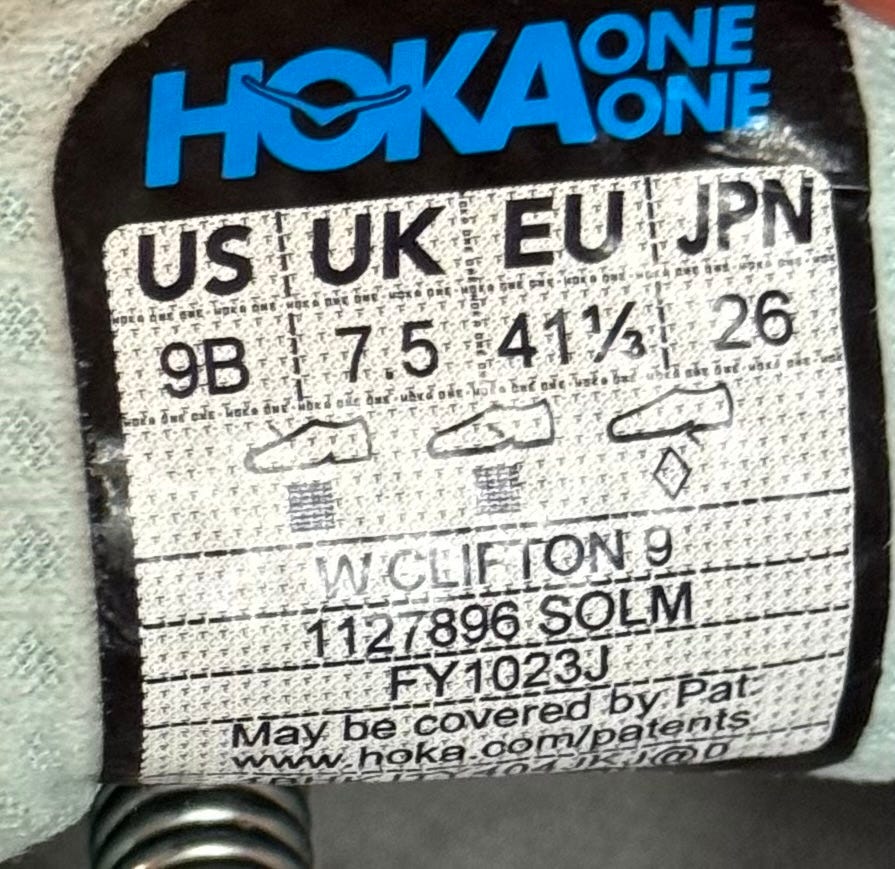 HOKA ONE ONE
US UK EU JPN
9B 7.5 41⅓ 26
W CLIFTON 9
1127896 SOLM
FY1023J
May be covered by Pat.
www.hoka.com/patents